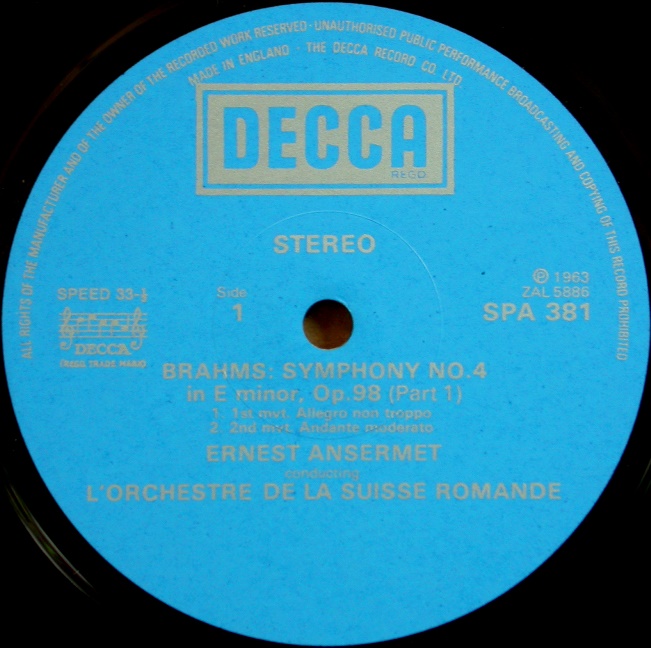 ALL RIGHTS OF THE MANUFACTURER AND OF THE OWNER OF THE RECORDED WORK RESERVED · UNAUTHORISED PUBLIC PERFORMANCE BROADCASTING AND COPYING OF THIS RECORD PROHIBITED
MADE IN ENGLAND · THE DECCA RECORD CO. LTD
DECCA
REGD
STEREO
SPEED 33-⅓
DECCA
(REGD. TRADE MARK)
Side
1
℗ 1963
ZAL 5886
SPA 381
BRAHMS: SYMPHONY NO.4
in E minor, Op.98 (Part 1)
1. 1st mvt. Allegro non troppo
2. 2nd mvt. Andante moderato
ERNEST ANSERMET
conducting
L'ORCHESTRE DE LA SUISSE ROMANDE